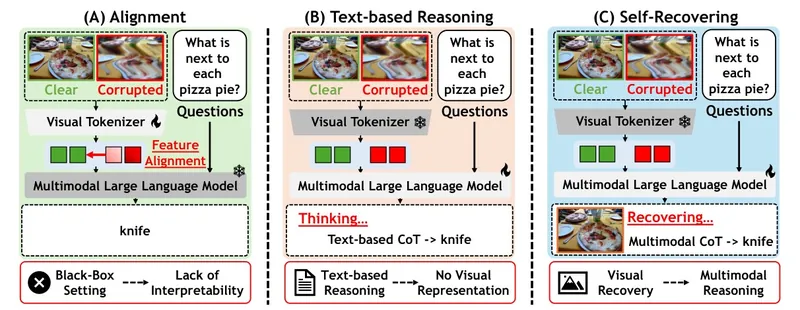 (A) Alignment
Clear
Corrupted
What is
next to
each
pizza pie?
Questions
Visual Tokenizer
Feature
Alignment
Multimodal Large Language Model
knife
Black-Box
Setting
Lack of
Interpretability
(B) Text-based Reasoning
Clear
Corrupted
What is
next to
each
pizza pie?
Questions
Visual Tokenizer
Multimodal Large Language Model
Thinking...
Text-based CoT -> knife
Text-based
Reasoning
No Visual
Representation
(C) Self-Recovering
Clear
Corrupted
What is
next to
each
pizza pie?
Questions
Visual Tokenizer
Multimodal Large Language Model
Recovering...
Multimodal CoT -> knife
Visual
Recovery
Multimodal
Reasoning